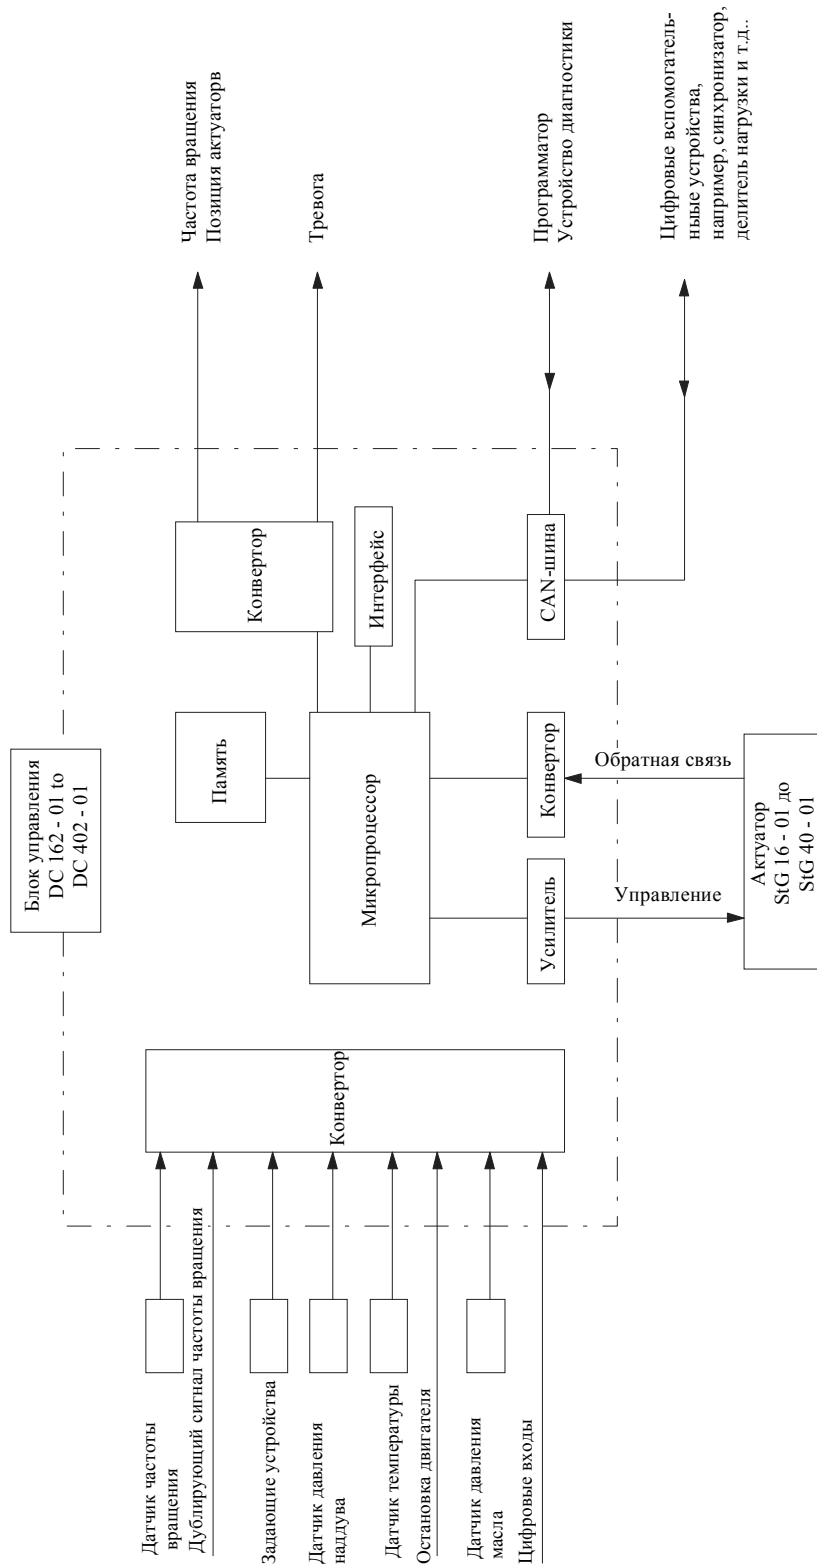 Блок управления
DC 162 - 01 to
DC 402 - 01
Датчик частоты
вращения
Дублирующий сигнал частоты вращения
Задающие устройства
Датчик давления
наддува
Датчик температуры
Остановка двигателя
Датчик давления
масла
Цифровые входы
Конвертор
Память
Микропроцессор
Усилитель
Конвертор
Конвертор
Интерфейс
CAN-шина
Управление
Обратная связь
Актуатор
StG 16 - 01 до
StG 40 - 01
Частота вращения
Позиция актуаторв
Тревога
Программатор
Устройство диагностики
Цифровые вспомогатель-
ныые устройства,
например, синхронизатор,
делитель нагрузки и т.д..